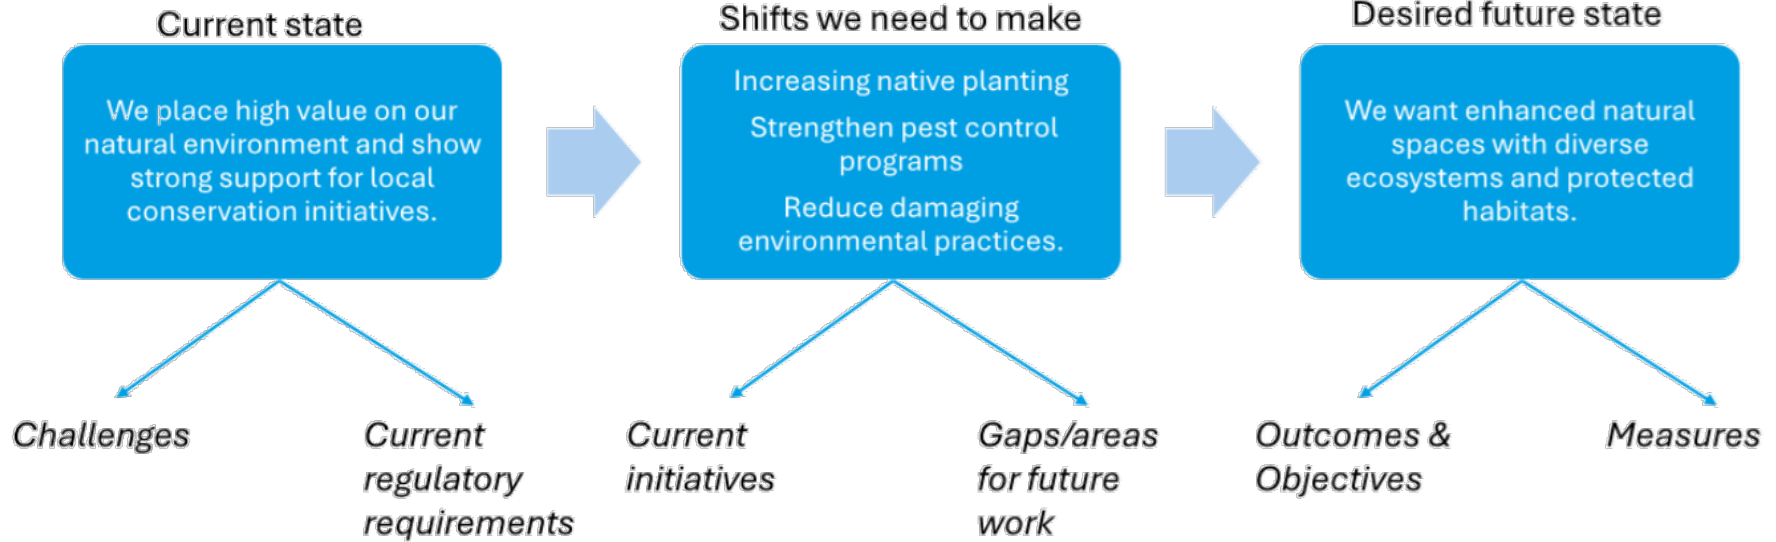 Current state
We place high value on our
natural environment and show
strong support for local
conservation initiatives.
Challenges
Current
regulatory
requirements
Shifts we need to make
Increasing native planting
Strengthen pest control
programs
Reduce damaging
environmental practices.
Current
initiatives
Gaps/areas
for future
work
Desired future state
We want enhanced natural
spaces with diverse
ecosystems and protected
habitats.
Outcomes &
Objectives
Measures